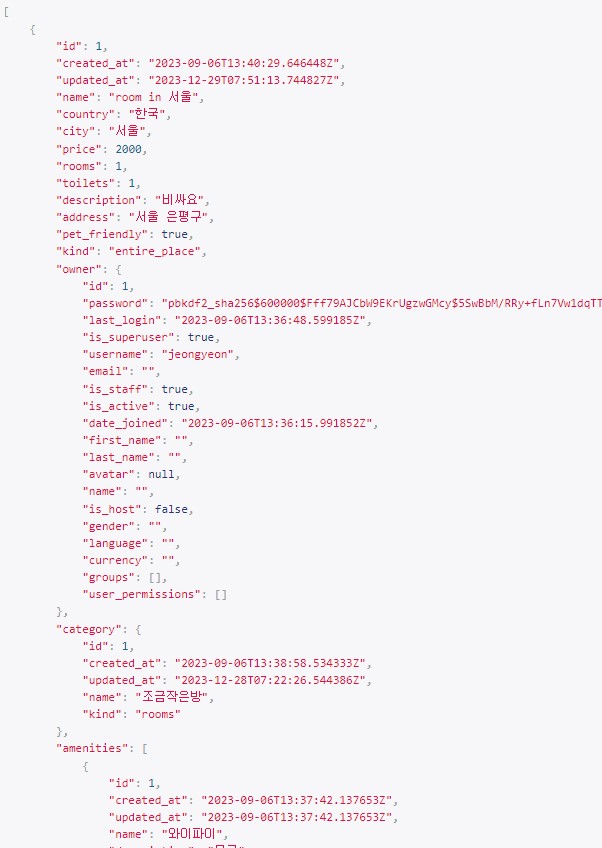 [
{
"id": 1,
"created_at": "2023-09-06T13:40:29.646448Z",
"updated_at": "2023-12-29T07:51:13.744827Z",
"name": "room in 서울",
"country": "한국",
"city": "서울",
"price": 2000,
"rooms": 1,
"toilets": 1,
"description": "비싸요",
"address": "서울 은평구",
"pet_friendly": true,
"kind": "entire_place",
"owner": {
"id": 1,
"password": "pbkdf2_sha256$600000$Fff79AJCbW9EKrUgzwGMcy$5SwBbM/RRy+fLn7Vw1dqTT
"last_login": "2023-09-06T13:36:48.599185Z",
"is_superuser": true,
"username": "jeongyeon",
"email": "",
"is_staff": true,
"is_active": true,
"date_joined": "2023-09-06T13:36:15.991852Z",
"first_name": "",
"last_name": "",
"avatar": null,
"name": "",
"is_host": false,
"gender": "",
"language": "",
"currency": "",
"groups": [],
"user_permissions": []
},
"category": {
"id": 1,
"created_at": "2023-09-06T13:38:58.534333Z",
"updated_at": "2023-12-28T07:22:26.544386Z",
"name": "조금작은방",
"kind": "rooms"
},
"amenities": [
{
"id": 1,
"created_at": "2023-09-06T13:37:42.137653Z",
"updated_at": "2023-09-06T13:37:42.137653Z",
"name": "와이파이",